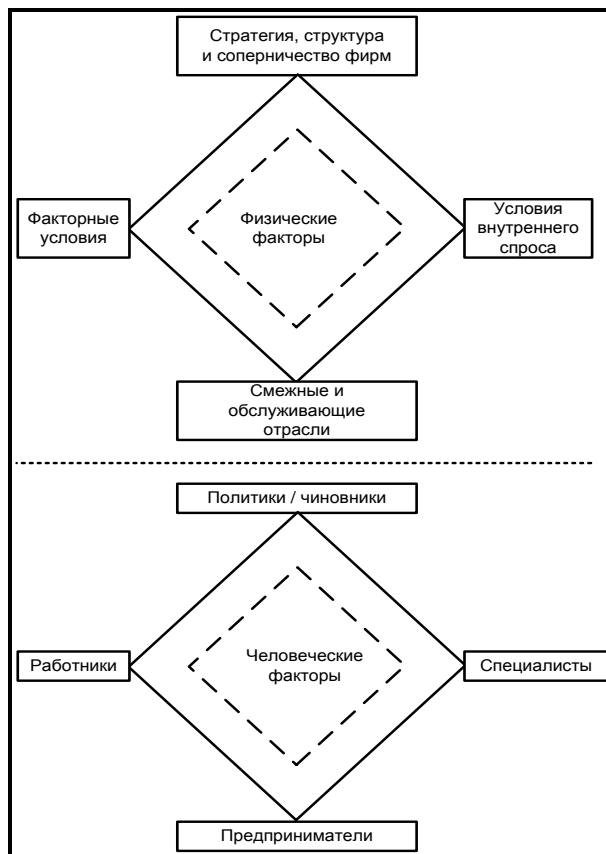 Стратегия, структура
и соперничество фирм
Факторные
условия
Физические
факторы
Условия
внутреннего
спроса
Смежные и
обслуживающие
отрасли
Политики / чиновники
Работники
Человеческие
факторы
Специалисты
Предприниматели